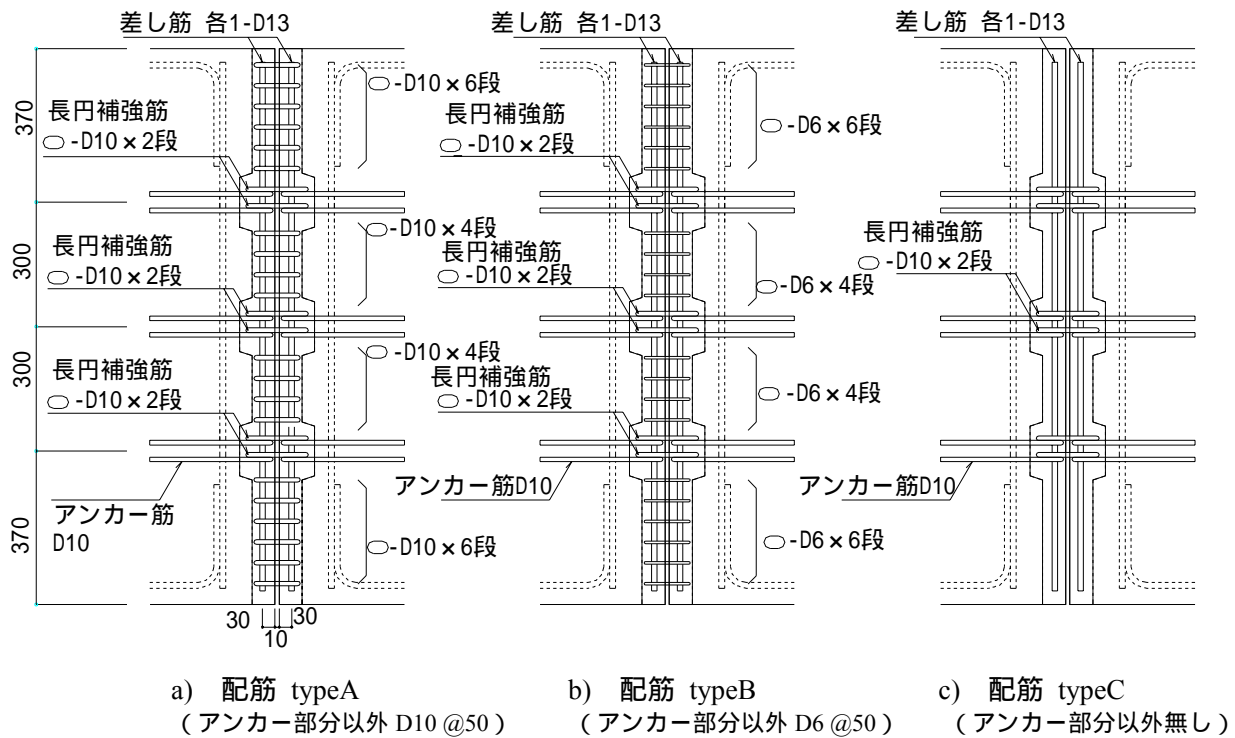 差し筋 各1-D13
370
300
300
370
長円補強筋
-D10×2段
-D10×6段
-D10×4段
長円補強筋
-D10×2段
-D10×4段
長円補強筋
-D10×2段
アンカー筋
D10
-D10×6段
30
30
10
a) 配筋 typeA
(アンカー部分以外 D10 @50)
差し筋 各1-D13
長円補強筋
-D10×2段
-D6×6段
長円補強筋
-D10×2段
-D6×4段
長円補強筋
-D10×2段
-D6×4段
アンカー筋D10
-D6×6段
b) 配筋 typeB
(アンカー部分以外 D6 @50)
差し筋 各1-D13
長円補強筋
-D10×2段
アンカー筋D10
c) 配筋 typeC
(アンカー部分以外無し)